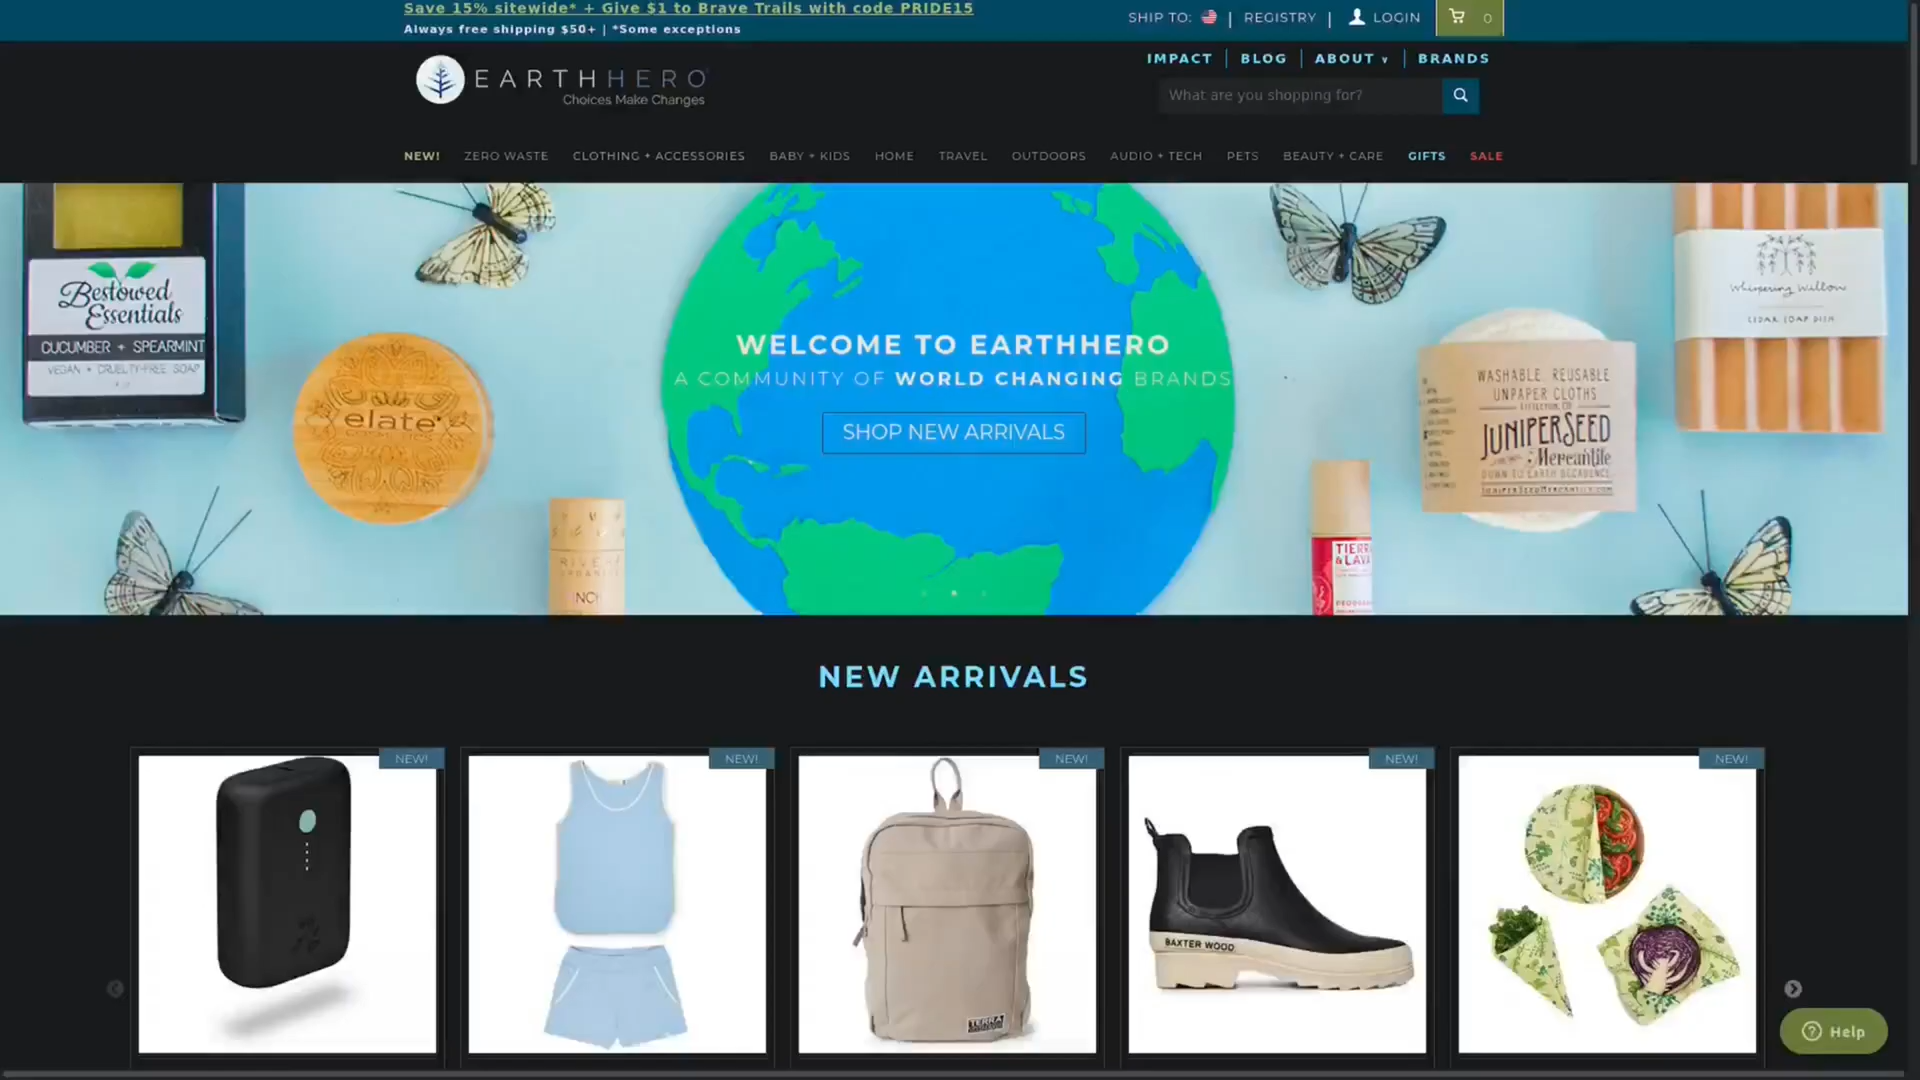 Save 15% sitewide* + Give $1 to Brave Trails with code PRIDE15
Always free shipping $50+ | *Some exceptions
SHIP TO: | REGISTRY | LOGIN 0
EARTHHERO
Choices Make Changes
IMPACT BLOG ABOUT BRANDS
What are you shopping for?
NEW! ZERO WASTE CLOTHING + ACCESSORIES BABY + KIDS HOME TRAVEL OUTDOORS AUDIO + TECH PETS BEAUTY + CARE GIFTS SALE
Bestowed
Essentials
CUCUMBER + SPEARMINT
VEGAN + CRUELTY-FREE SOAP
elate
WELCOME TO EARTHHERO
A COMMUNITY OF WORLD CHANGING BRANDS
SHOP NEW ARRIVALS
Whispering Willow
CEDAR SOAP DISH
WASHABLE, REUSABLE
UNPAPER CLOTHS
JUNIPERSEED
Mercantile
DOWN TO EARTH DECADENCE
JUNIPERSEEDMERCANTILE.COM
TIERRA
& LAVA
NEW ARRIVALS
NEW! NEW! NEW! NEW! NEW!
BAXTER WOOD
TERRA
Help